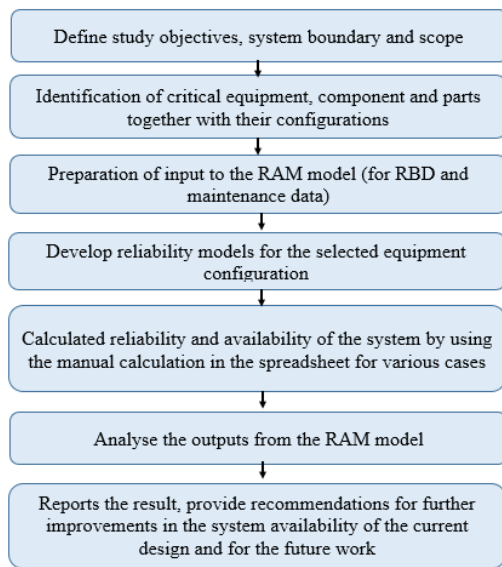 Define study objectives, system boundary and scope
Identification of critical equipment, component and parts
together with their configurations
Preparation of input to the RAM model (for RBD and
maintenance data)
Develop reliability models for the selected equipment
configuration
Calculated reliability and availability of the system by using
the manual calculation in the spreadsheet for various cases
Analyse the outputs from the RAM model
Reports the result, provide recommendations for further
improvements in the system availability of the current
design and for the future work